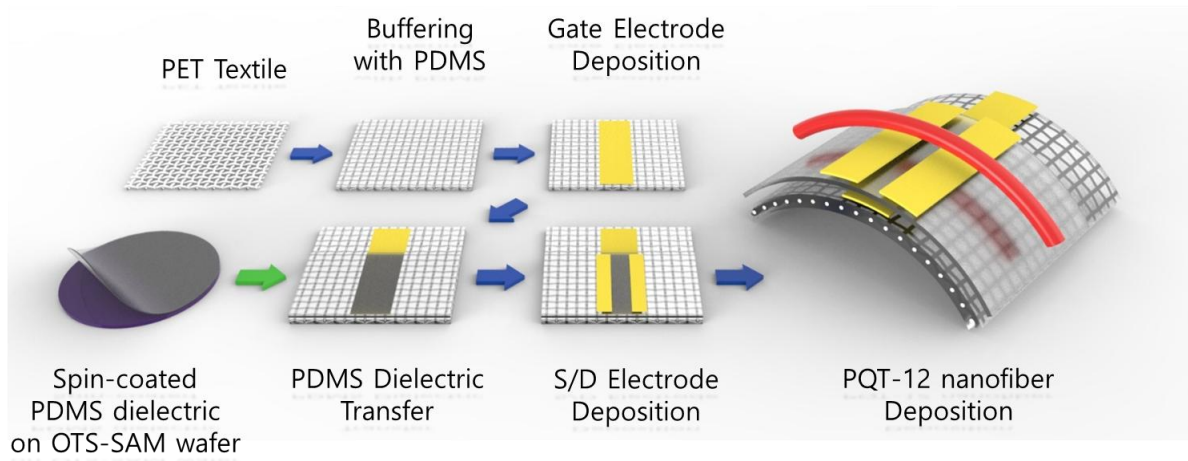 PET Textile
Buffering
with PDMS
Gate Electrode
Deposition
Spin-coated
PDMS dielectric
on OTS-SAM wafer
PDMS Dielectric
Transfer
S/D Electrode
Deposition
PQT-12 nanofiber
Deposition